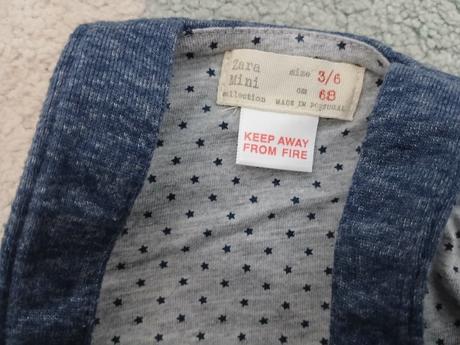 Zara
Mini
collection
size 3/6
cm 68
MADE IN PORTUGAL
KEEP AWAY
FROM FIRE